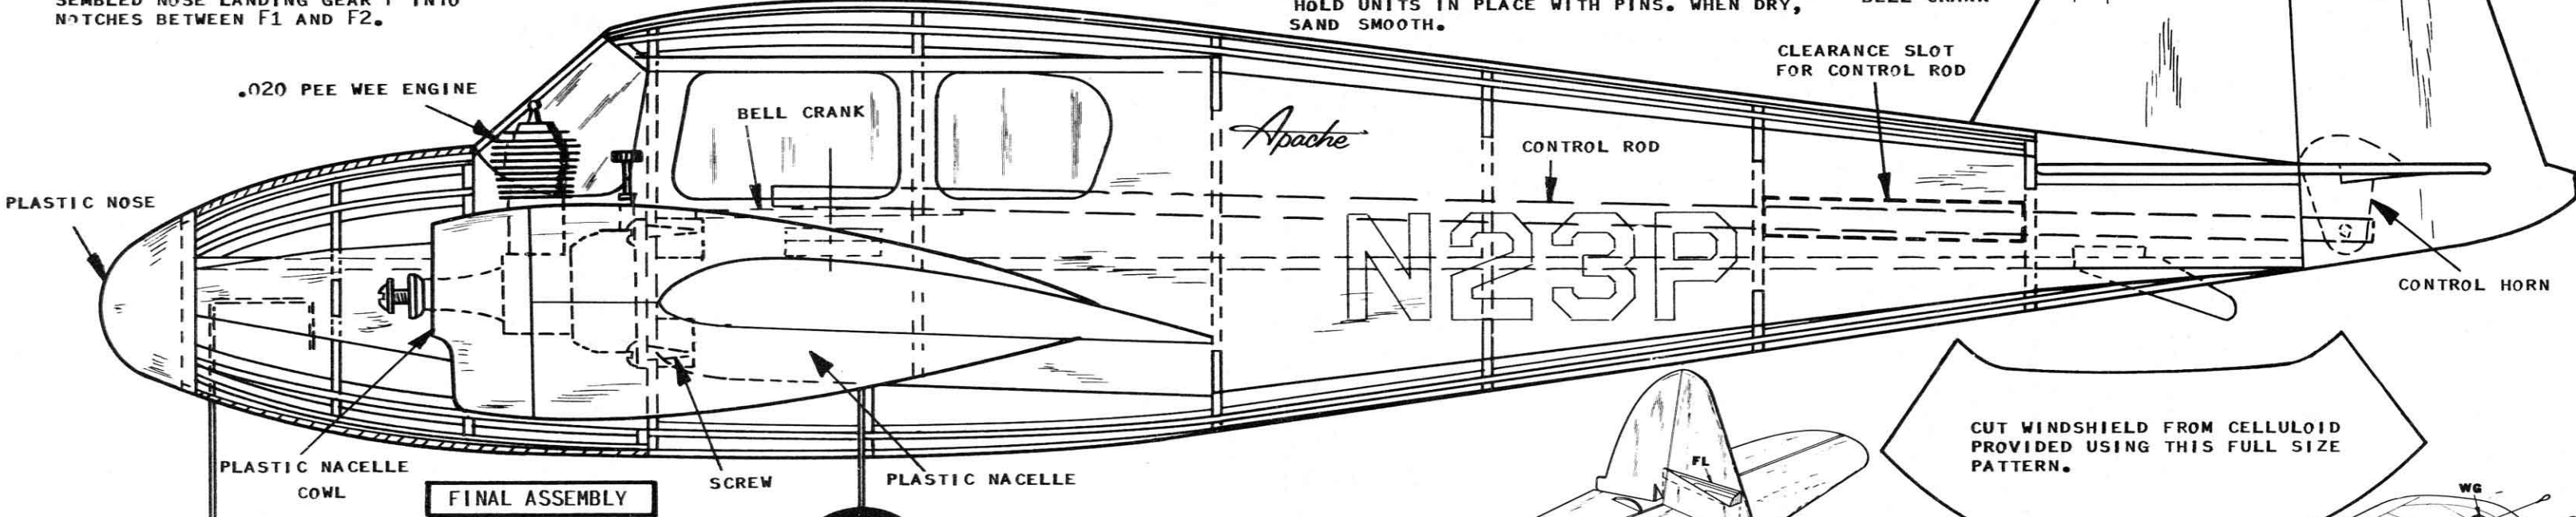 NOTCHES BETWEEN F1 AND F2.
HOLD UNITS IN PLACE WITH PINS. WHEN DRY,
SAND SMOOTH.
CLEARANCE SLOT
FOR CONTROL ROD
.020 PEE WEE ENGINE
BELL CRANK
Apache
CONTROL ROD
PLASTIC NOSE
N23P
CONTROL HORN
CUT WINDSHIELD FROM CELLULOID
PROVIDED USING THIS FULL SIZE
PATTERN.
PLASTIC NACELLE
COWL
FINAL ASSEMBLY
SCREW
PLASTIC NACELLE
FL
WG